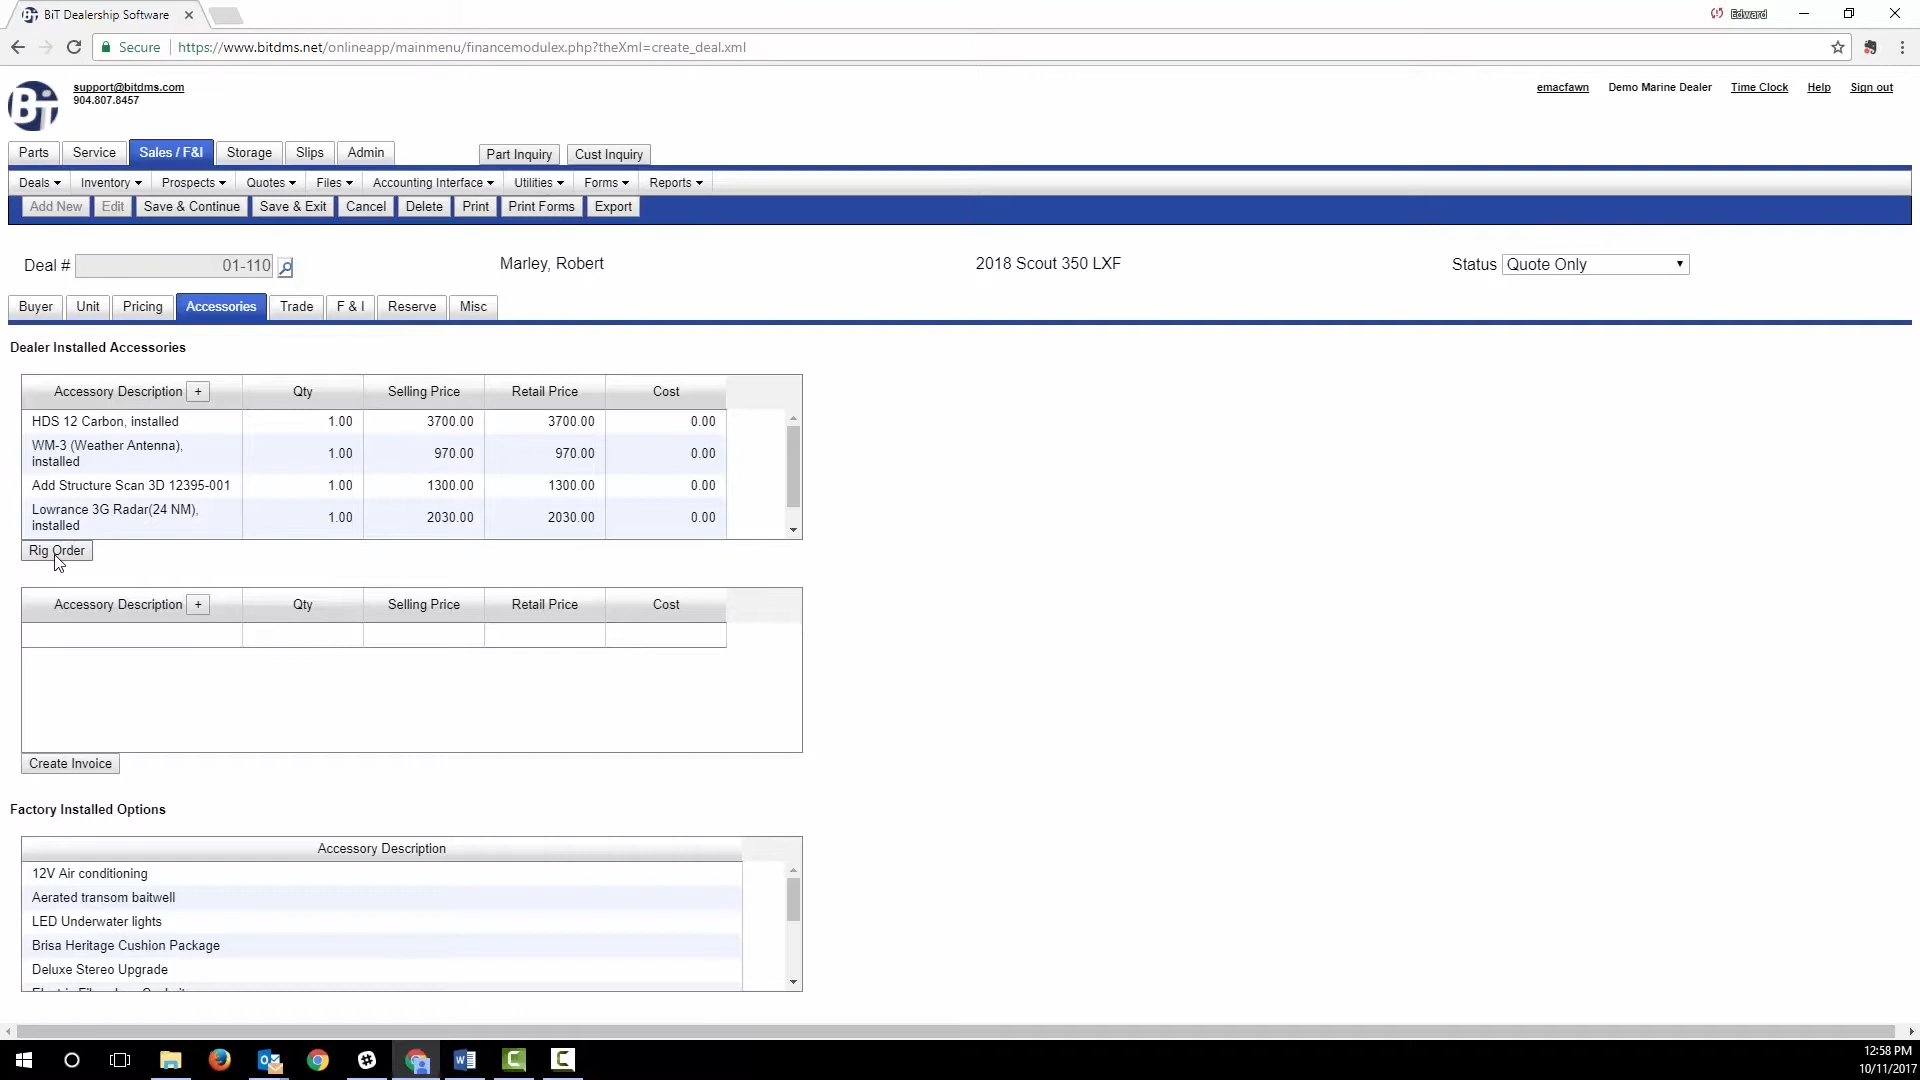 BiT Dealership Software
Edward
Secure https://www.bitdms.net/onlineapp/mainmenu/financemodulex.php?theXml=create_deal.xml
BiT
support@bitdms.com
904.807.8457
emacfawn Demo Marine Dealer Time Clock Help Sign out
Parts Service Sales / F&I Storage Slips Admin Part Inquiry Cust Inquiry
Deals Inventory Prospects Quotes Files Accounting Interface Utilities Forms Reports
Add New Edit Save & Continue Save & Exit Cancel Delete Print Print Forms Export
Deal # 01-110 Marley, Robert 2018 Scout 350 LXF Status Quote Only
Buyer Unit Pricing Accessories Trade F & I Reserve Misc
Dealer Installed Accessories
Accessory Description + Qty Selling Price Retail Price Cost
HDS 12 Carbon, installed 1.00 3700.00 3700.00 0.00
WM-3 (Weather Antenna),
installed 1.00 970.00 970.00 0.00
Add Structure Scan 3D 12395-001 1.00 1300.00 1300.00 0.00
Lowrance 3G Radar(24 NM),
installed 1.00 2030.00 2030.00 0.00
Rig Order
Accessory Description + Qty Selling Price Retail Price Cost
Create Invoice
Factory Installed Options
Accessory Description
12V Air conditioning
Aerated transom baitwell
LED Underwater lights
Brisa Heritage Cushion Package
Deluxe Stereo Upgrade
12:58 PM
10/11/2017